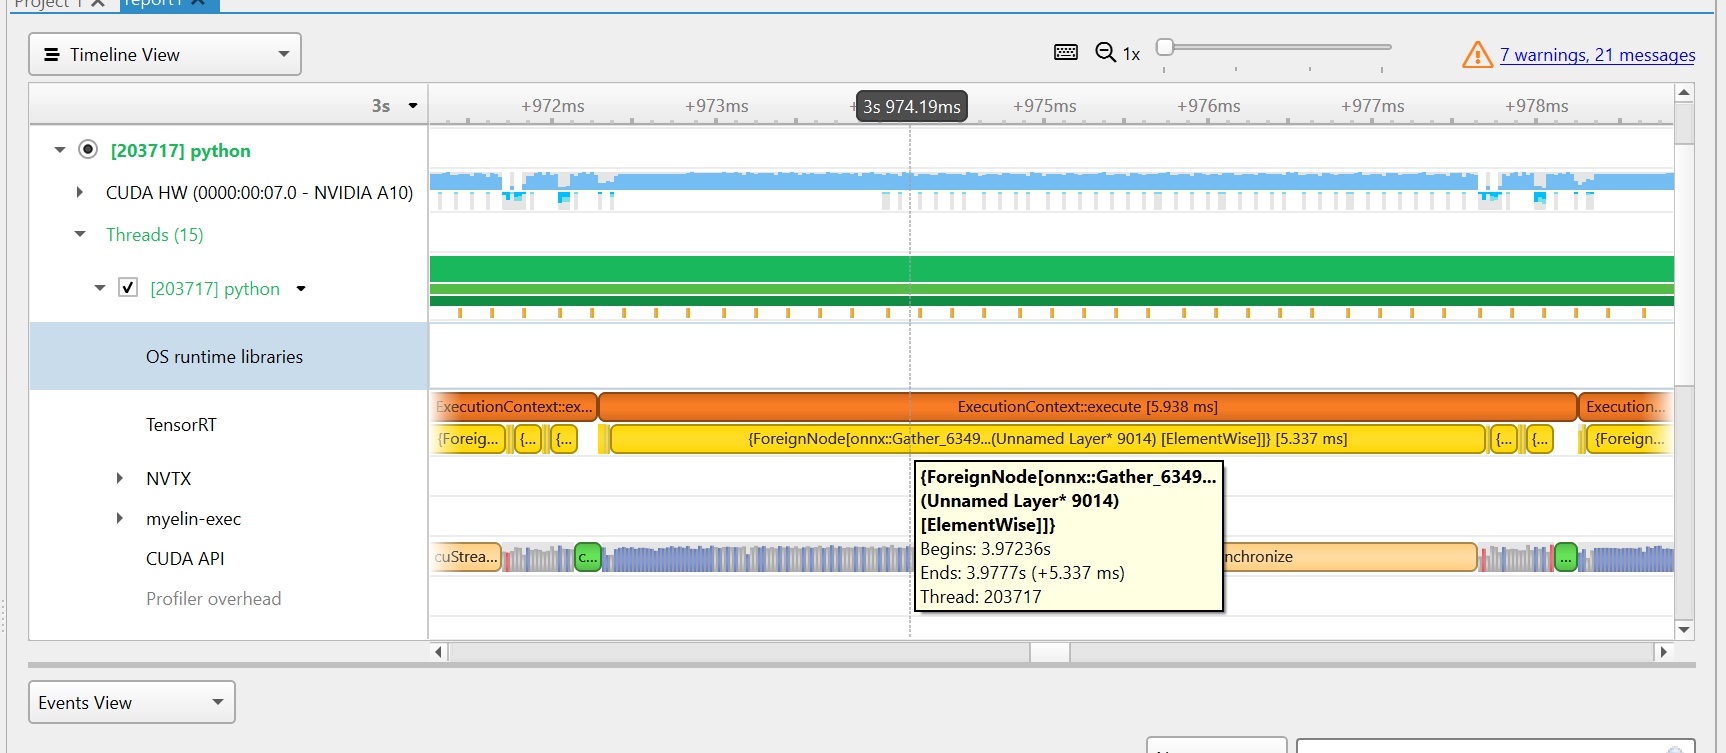 Project 1
report1
Timeline View
1x
7 warnings, 21 messages
3s
+972ms
+973ms
3s 974.19ms
+975ms
+976ms
+977ms
+978ms
[203717] python
CUDA HW (0000:00:07.0 - NVIDIA A10)
Threads (15)
[203717] python
OS runtime libraries
TensorRT
ExecutionContext::ex...
ExecutionContext::execute [5.938 ms]
Execution...
{Foreig...
{...
{...
{ForeignNode[onnx::Gather_6349...(Unnamed Layer* 9014) [ElementWise]]} [5.337 ms]
{...
{...
{Foreign...
{ForeignNode[onnx::Gather_6349...
(Unnamed Layer* 9014)
[ElementWise]]}
Begins: 3.97236s
Ends: 3.9777s (+5.337 ms)
Thread: 203717
NVTX
myelin-exec
CUDA API
cuStrea...
c...
nchronize
...
Profiler overhead
Events View